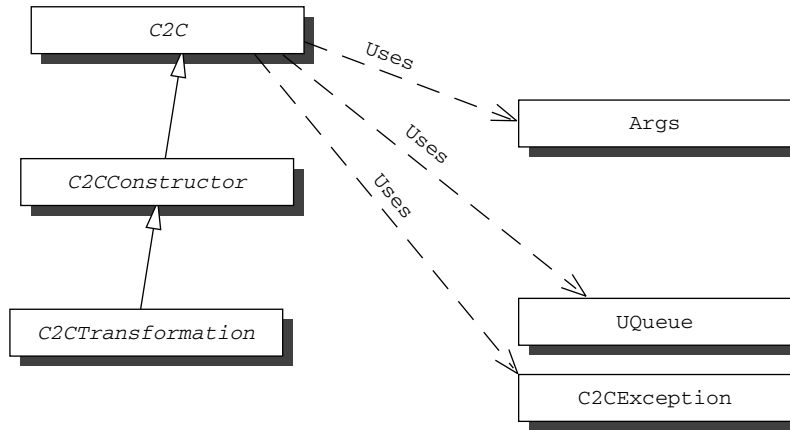 C2C
Uses
Args
Uses
C2CConstructor
Uses
C2CTransformation
UQueue
C2CException